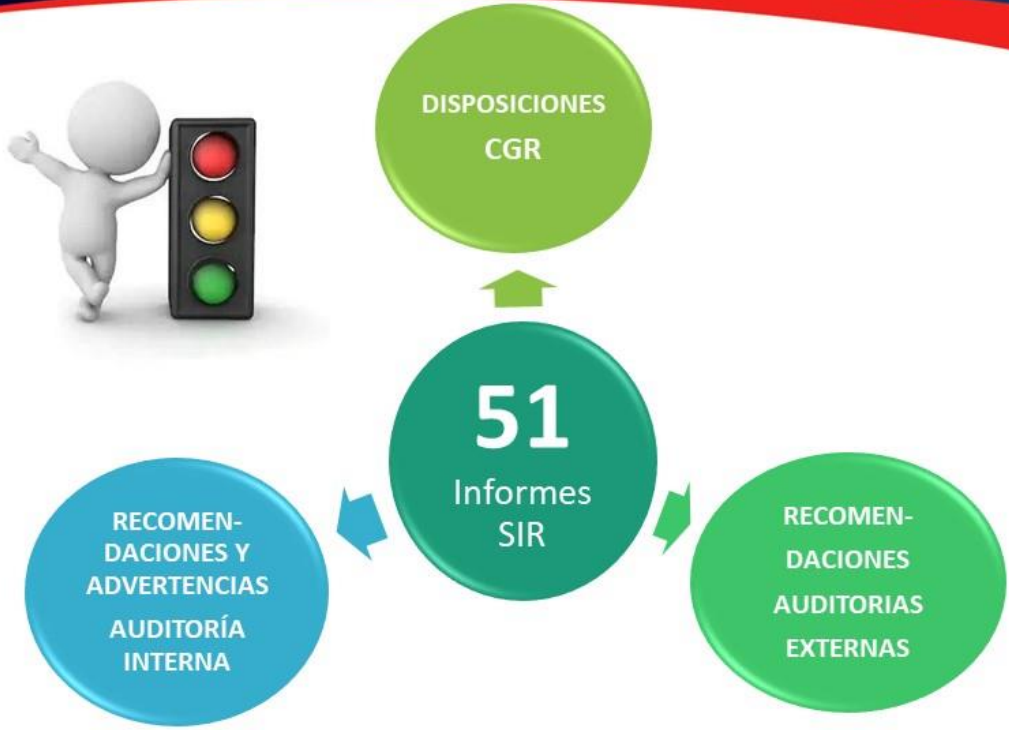 DISPOSICIONES
CGR
51
Informes
SIR
RECOMEN-
DACIONES Y
ADVERTENCIAS
AUDITORÍA
INTERNA
RECOMEN-
DACIONES
AUDITORIAS
EXTERNAS